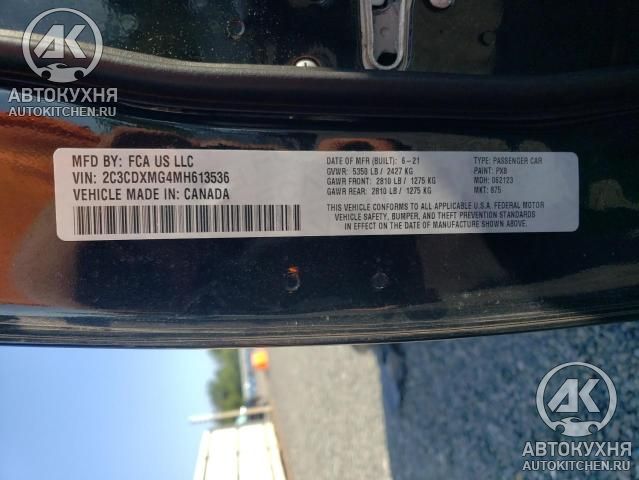 AK
АВТОКУХНЯ
AUTOKITCHEN.RU
MFD BY: FCA US LLC
VIN: 2C3CDXMG4MH613536
VEHICLE MADE IN: CANADA
DATE OF MFR (BUILT): 6-21
GVWR: 5350 LB / 2427 KG
GAWR FRONT: 2810 LB / 1275 KG
GAWR REAR: 2810 LB / 1275 KG
TYPE: PASSENGER CAR
PAINT: PX8
MDH: 062123
MKT: 875
THIS VEHICLE CONFORMS TO ALL APPLICABLE U.S.A. FEDERAL MOTOR
VEHICLE SAFETY, BUMPER, AND THEFT PREVENTION STANDARDS
IN EFFECT ON THE DATE OF MANUFACTURE SHOWN ABOVE.
AK
АВТОКУХНЯ
AUTOKITCHEN.RU